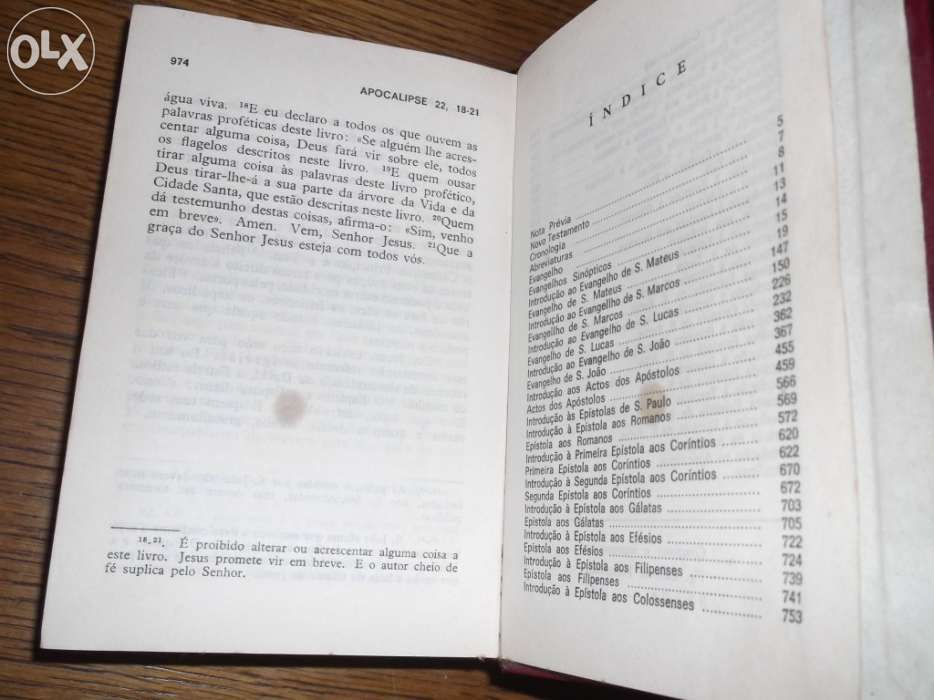 OLX
974
APOCALIPSE 22, 18-21
água viva. ¹⁸E eu declaro a todos os que ouvem as
palavras proféticas deste livro: «Se alguém lhe acres-
centar alguma coisa, Deus fará vir sobre ele, todos
os flagelos descritos neste livro. ¹⁹E quem ousar
tirar alguma coisa às palavras deste livro profético,
Deus tirar-lhe-á a sua parte da árvore da Vida e da
Cidade Santa, que estão descritas neste livro. ²⁰Quem
dá testemunho destas coisas, afirma-o: «Sim, venho
em breve». Amen. Vem, Senhor Jesus. ²¹Que a
graça do Senhor Jesus esteja com todos vós.
18-21. É proibido alterar ou acrescentar alguma coisa a
este livro. Jesus promete vir em breve. E o autor cheio de
fé suplica pelo Senhor.
ÍNDICE
Nota Prévia 5
Novo Testamento 7
Cronologia 8
Abreviaturas 11
Evangelho 13
Evangelhos Sinópticos 14
Introdução ao Evangelho de S. Mateus 15
Evangelho de S. Mateus 19
Introdução ao Evangellho de S. Marcos 147
Evangellho de S. Marcos 150
Introdução ao Evangelho de S. Lucas 226
Evangelho de S. Lucas 232
Introdução ao Evangelho de S. João 362
Evangelho de S. João 367
Introdução aos Actos dos Apóstolos 455
Actos dos Apóstolos 459
Introdução às Epístolas de S. Paulo 566
Introdução à Epístola aos Romanos 569
Epístola aos Romanos 572
Introdução à Primeira Epístola aos Coríntios 620
Primeira Epístola aos Coríntios 622
Introdução à Segunda Epístola aos Coríntios 670
Segunda Epístola aos Coríntios 672
Introdução à Epístola aos Gálatas 703
Epístola aos Gálatas 705
Introdução à Epístola aos Efésios 722
Epístola aos Efésios 724
Introdução à Epístola aos Filipenses 739
Epístola aos Filipenses 741
Introdução à Epístola aos Colossenses 753